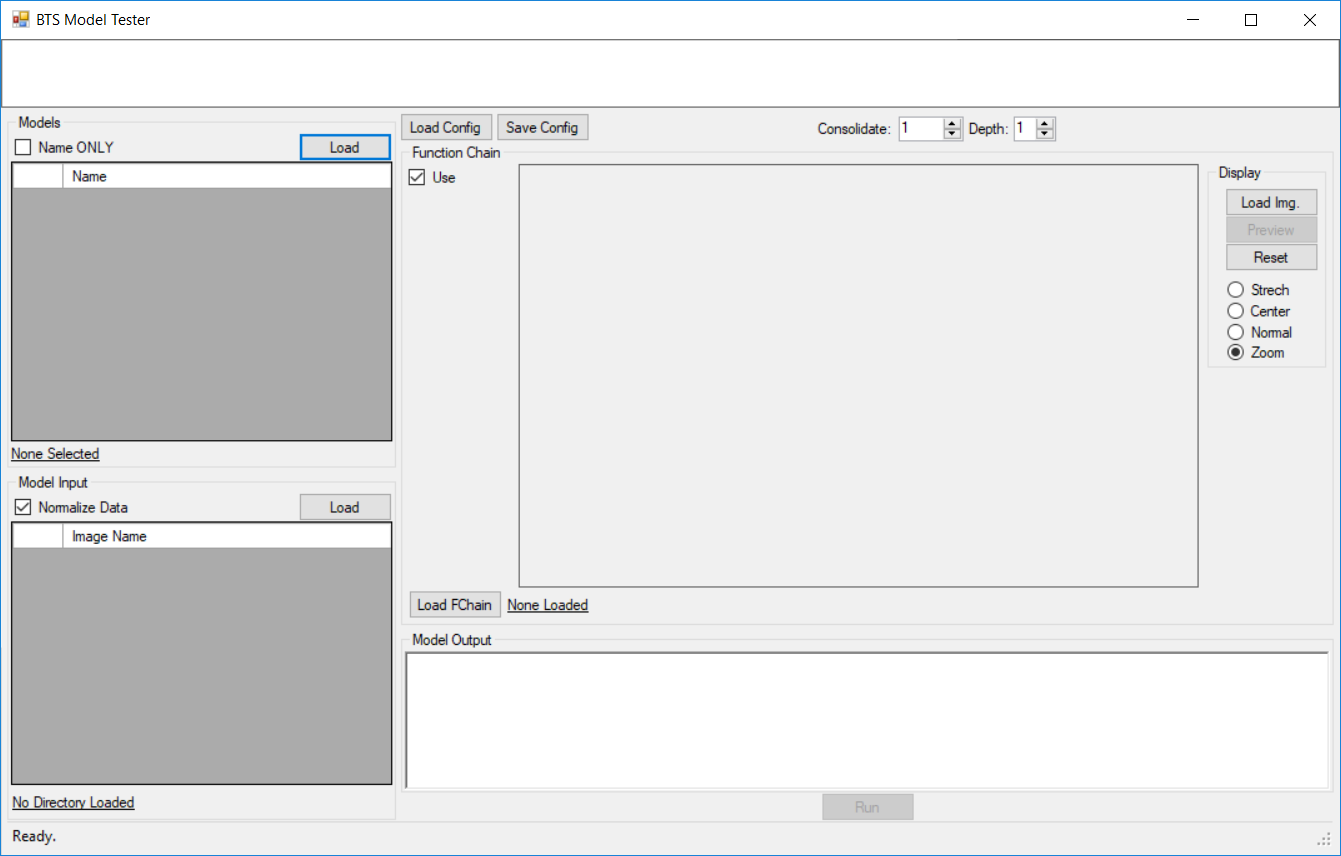 BTS Model Tester
Models
Name ONLY
Load
Name
None Selected
Model Input
Normalize Data
Load
Image Name
No Directory Loaded
Load Config
Save Config
Consolidate: 1
Depth: 1
Function Chain
Use
Display
Load Img.
Preview
Reset
Strech
Center
Normal
Zoom
Load FChain
None Loaded
Model Output
Run
Ready.